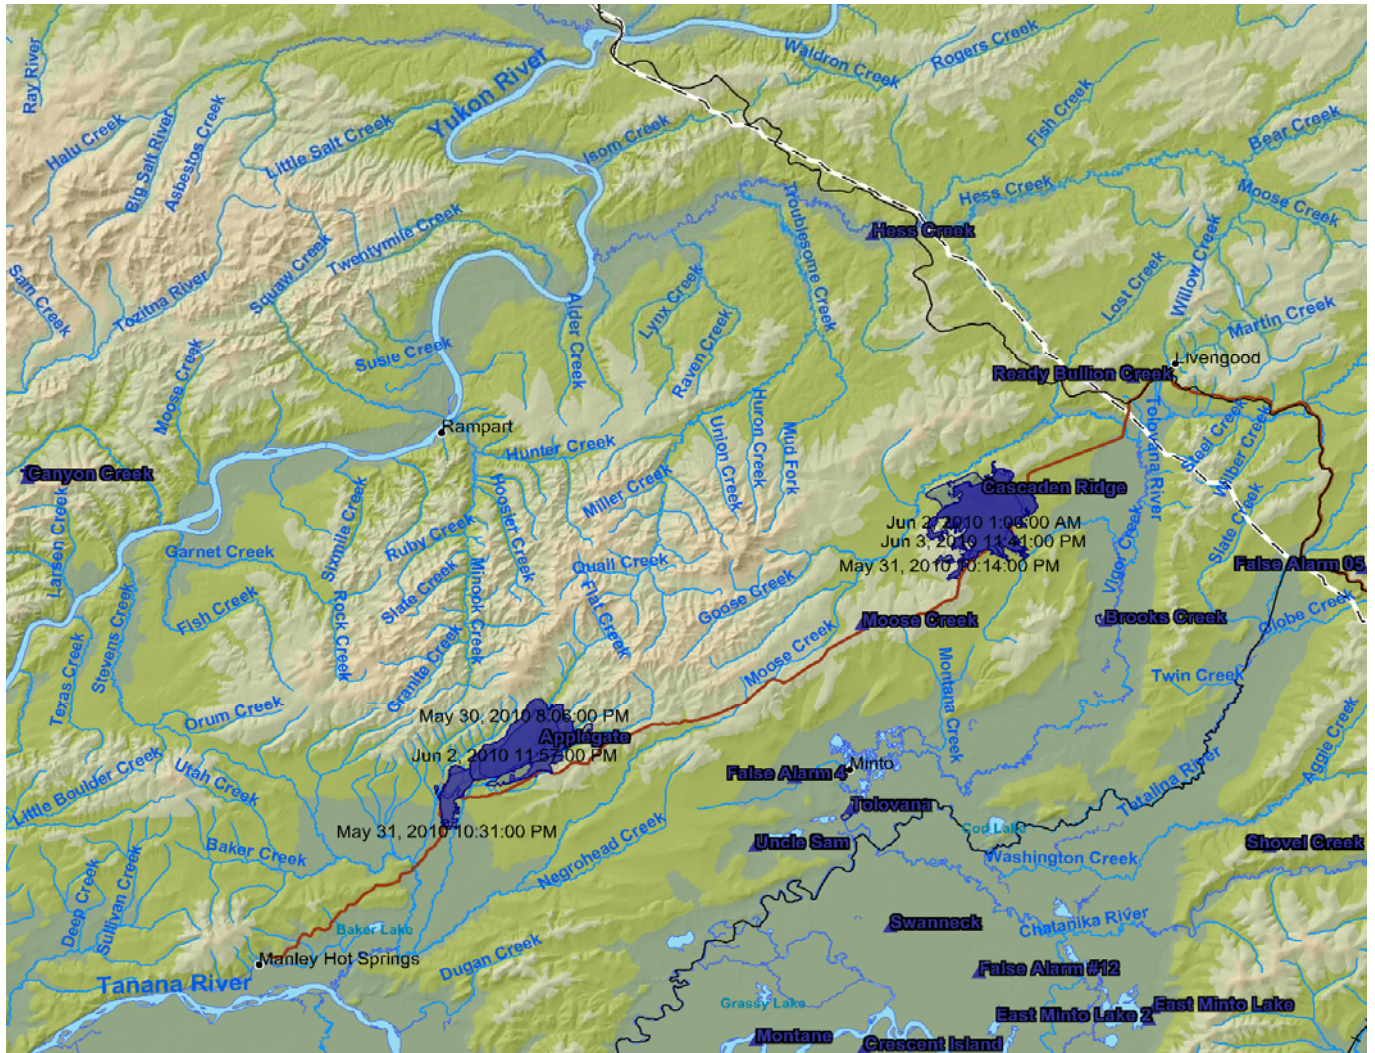 Ray River
Yukon River
Waldron Creek
Rogers Creek
Fish Creek
Bear Creek
Halu Creek
Big Salt River
Asbestos Creek
Little Salt Creek
Isom Creek
Hess Creek
Moose Creek
Troublesome Creek
Hess Creek
Twentymile Creek
Squaw Creek
Tozitna River
Sam Creek
Willow Creek
Lost Creek
Martin Creek
Lynx Creek
Alder Creek
Raven Creek
Susie Creek
Moose Creek
Livengood
Ready Bullion Creek
Rampart
Hunter Creek
Huron Creek
Union Creek
Mud Fork
Tolovana River
Steel Creek
Wilber Creek
Slate Creek
Canyon Creek
Larsen Creek
Miller Creek
Hoosier Creek
Cascaden Ridge
Jun 2, 2010 1:00:00 AM
Jun 3, 2010 11:41:00 PM
May 31, 2010 10:14:00 PM
Sixmile Creek
Ruby Creek
Garnet Creek
Minook Creek
Quail Creek
Vigor Creek
False Alarm 05
Slate Creek
Rock Creek
Fish Creek
Stevens Creek
Texas Creek
Flat Creek
Goose Creek
Moose Creek
Moose Creek
Brooks Creek
Globe Creek
Granite Creek
Montana Creek
Twin Creek
Orum Creek
May 30, 2010 8:06:00 PM
Applegate
Jun 2, 2010 11:57:00 PM
Aggie Creek
Little Boulder Creek
Utah Creek
Minto
False Alarm 4
Tatalina River
Tolovana
May 31, 2010 10:31:00 PM
Cod Lake
Baker Creek
Negrohead Creek
Uncle Sam
Washington Creek
Shovel Creek
Deep Creek
Sullivan Creek
Baker Lake
Swanneck
Chatanika River
Manley Hot Springs
Dugan Creek
False Alarm #12
Tanana River
Grassy Lake
East Minto Lake
East Minto Lake 2
Montane
Crescent Island